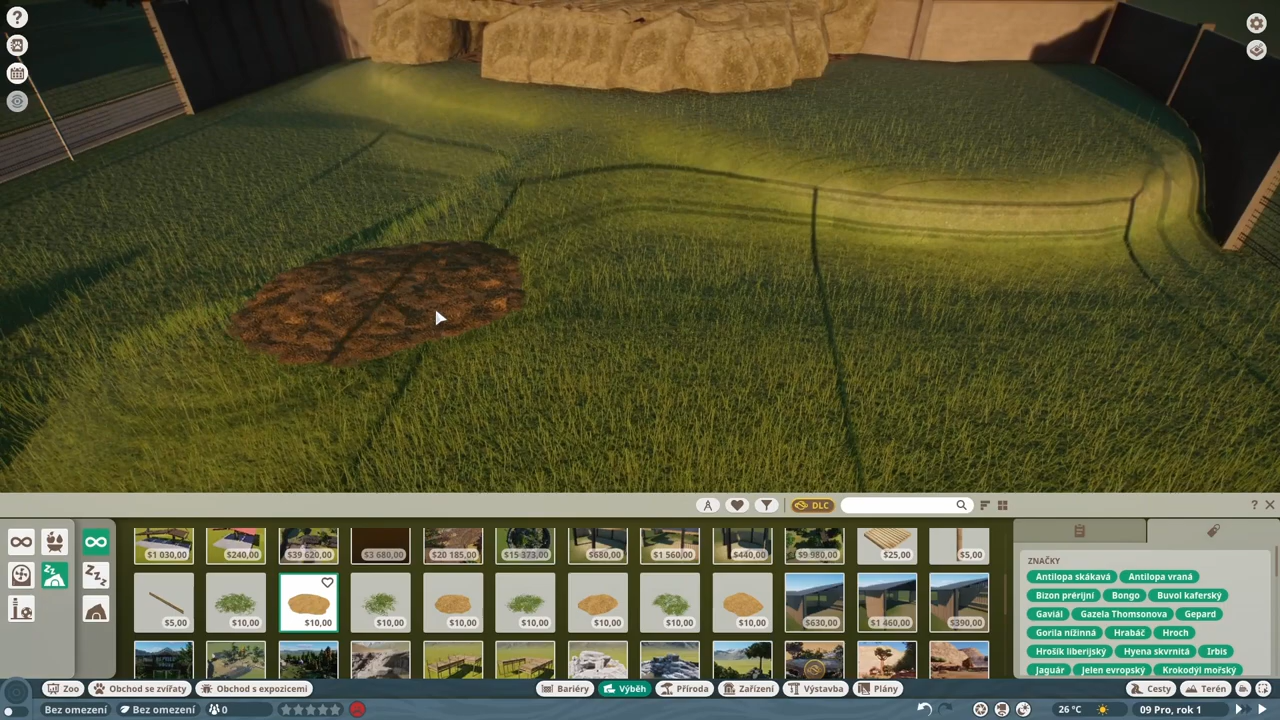 DLC
?
$1 030,00 $240,00 $39 620,00 $3 680,00 $20 185,00 $15 373,00 $680,00 $1 560,00 $440,00 $9 980,00 $25,00 $5,00
$5,00 $10,00 $10,00 $10,00 $10,00 $10,00 $10,00 $10,00 $10,00 $630,00 $1 460,00 $390,00
ZNAČKY
Antilopa skákavá Antilopa vraná
Bizon prérijní Bongo Buvol kaferský
Gaviál Gazela Thomsonova Gepard
Gorila nížinná Hrabáč Hroch
Hrošík liberijský Hyena skvrnitá Irbis
Jaguár Jelen evropský Krokodýl mořský
Zoo Obchod se zvířaty Obchod s expozicemi Bariéry Výběh Příroda Zařízení Výstavba Plány Cesty Terén
Bez omezení Bez omezení 0 26 °C 09 Pro, rok 1